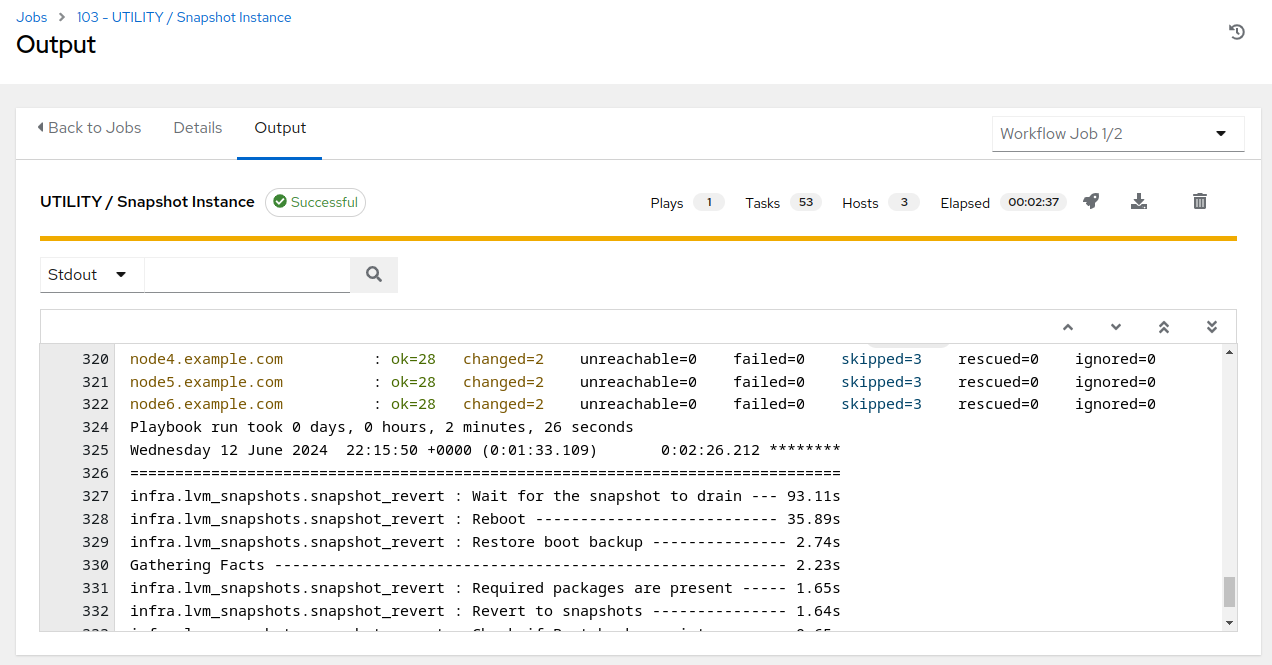 Jobs > 103 - UTILITY / Snapshot Instance
Output
Back to Jobs Details Output Workflow Job 1/2
UTILITY / Snapshot Instance Successful Plays 1 Tasks 53 Hosts 3 Elapsed 00:02:37
Stdout
320 node4.example.com : ok=28 changed=2 unreachable=0 failed=0 skipped=3 rescued=0 ignored=0
321 node5.example.com : ok=28 changed=2 unreachable=0 failed=0 skipped=3 rescued=0 ignored=0
322 node6.example.com : ok=28 changed=2 unreachable=0 failed=0 skipped=3 rescued=0 ignored=0
324 Playbook run took 0 days, 0 hours, 2 minutes, 26 seconds
325 Wednesday 12 June 2024 22:15:50 +0000 (0:01:33.109) 0:02:26.212 ********
326 ===============================================================================
327 infra.lvm_snapshots.snapshot_revert : Wait for the snapshot to drain --- 93.11s
328 infra.lvm_snapshots.snapshot_revert : Reboot --------------------------- 35.89s
329 infra.lvm_snapshots.snapshot_revert : Restore boot backup --------------- 2.74s
330 Gathering Facts --------------------------------------------------------- 2.23s
331 infra.lvm_snapshots.snapshot_revert : Required packages are present ----- 1.65s
332 infra.lvm_snapshots.snapshot_revert : Revert to snapshots --------------- 1.64s